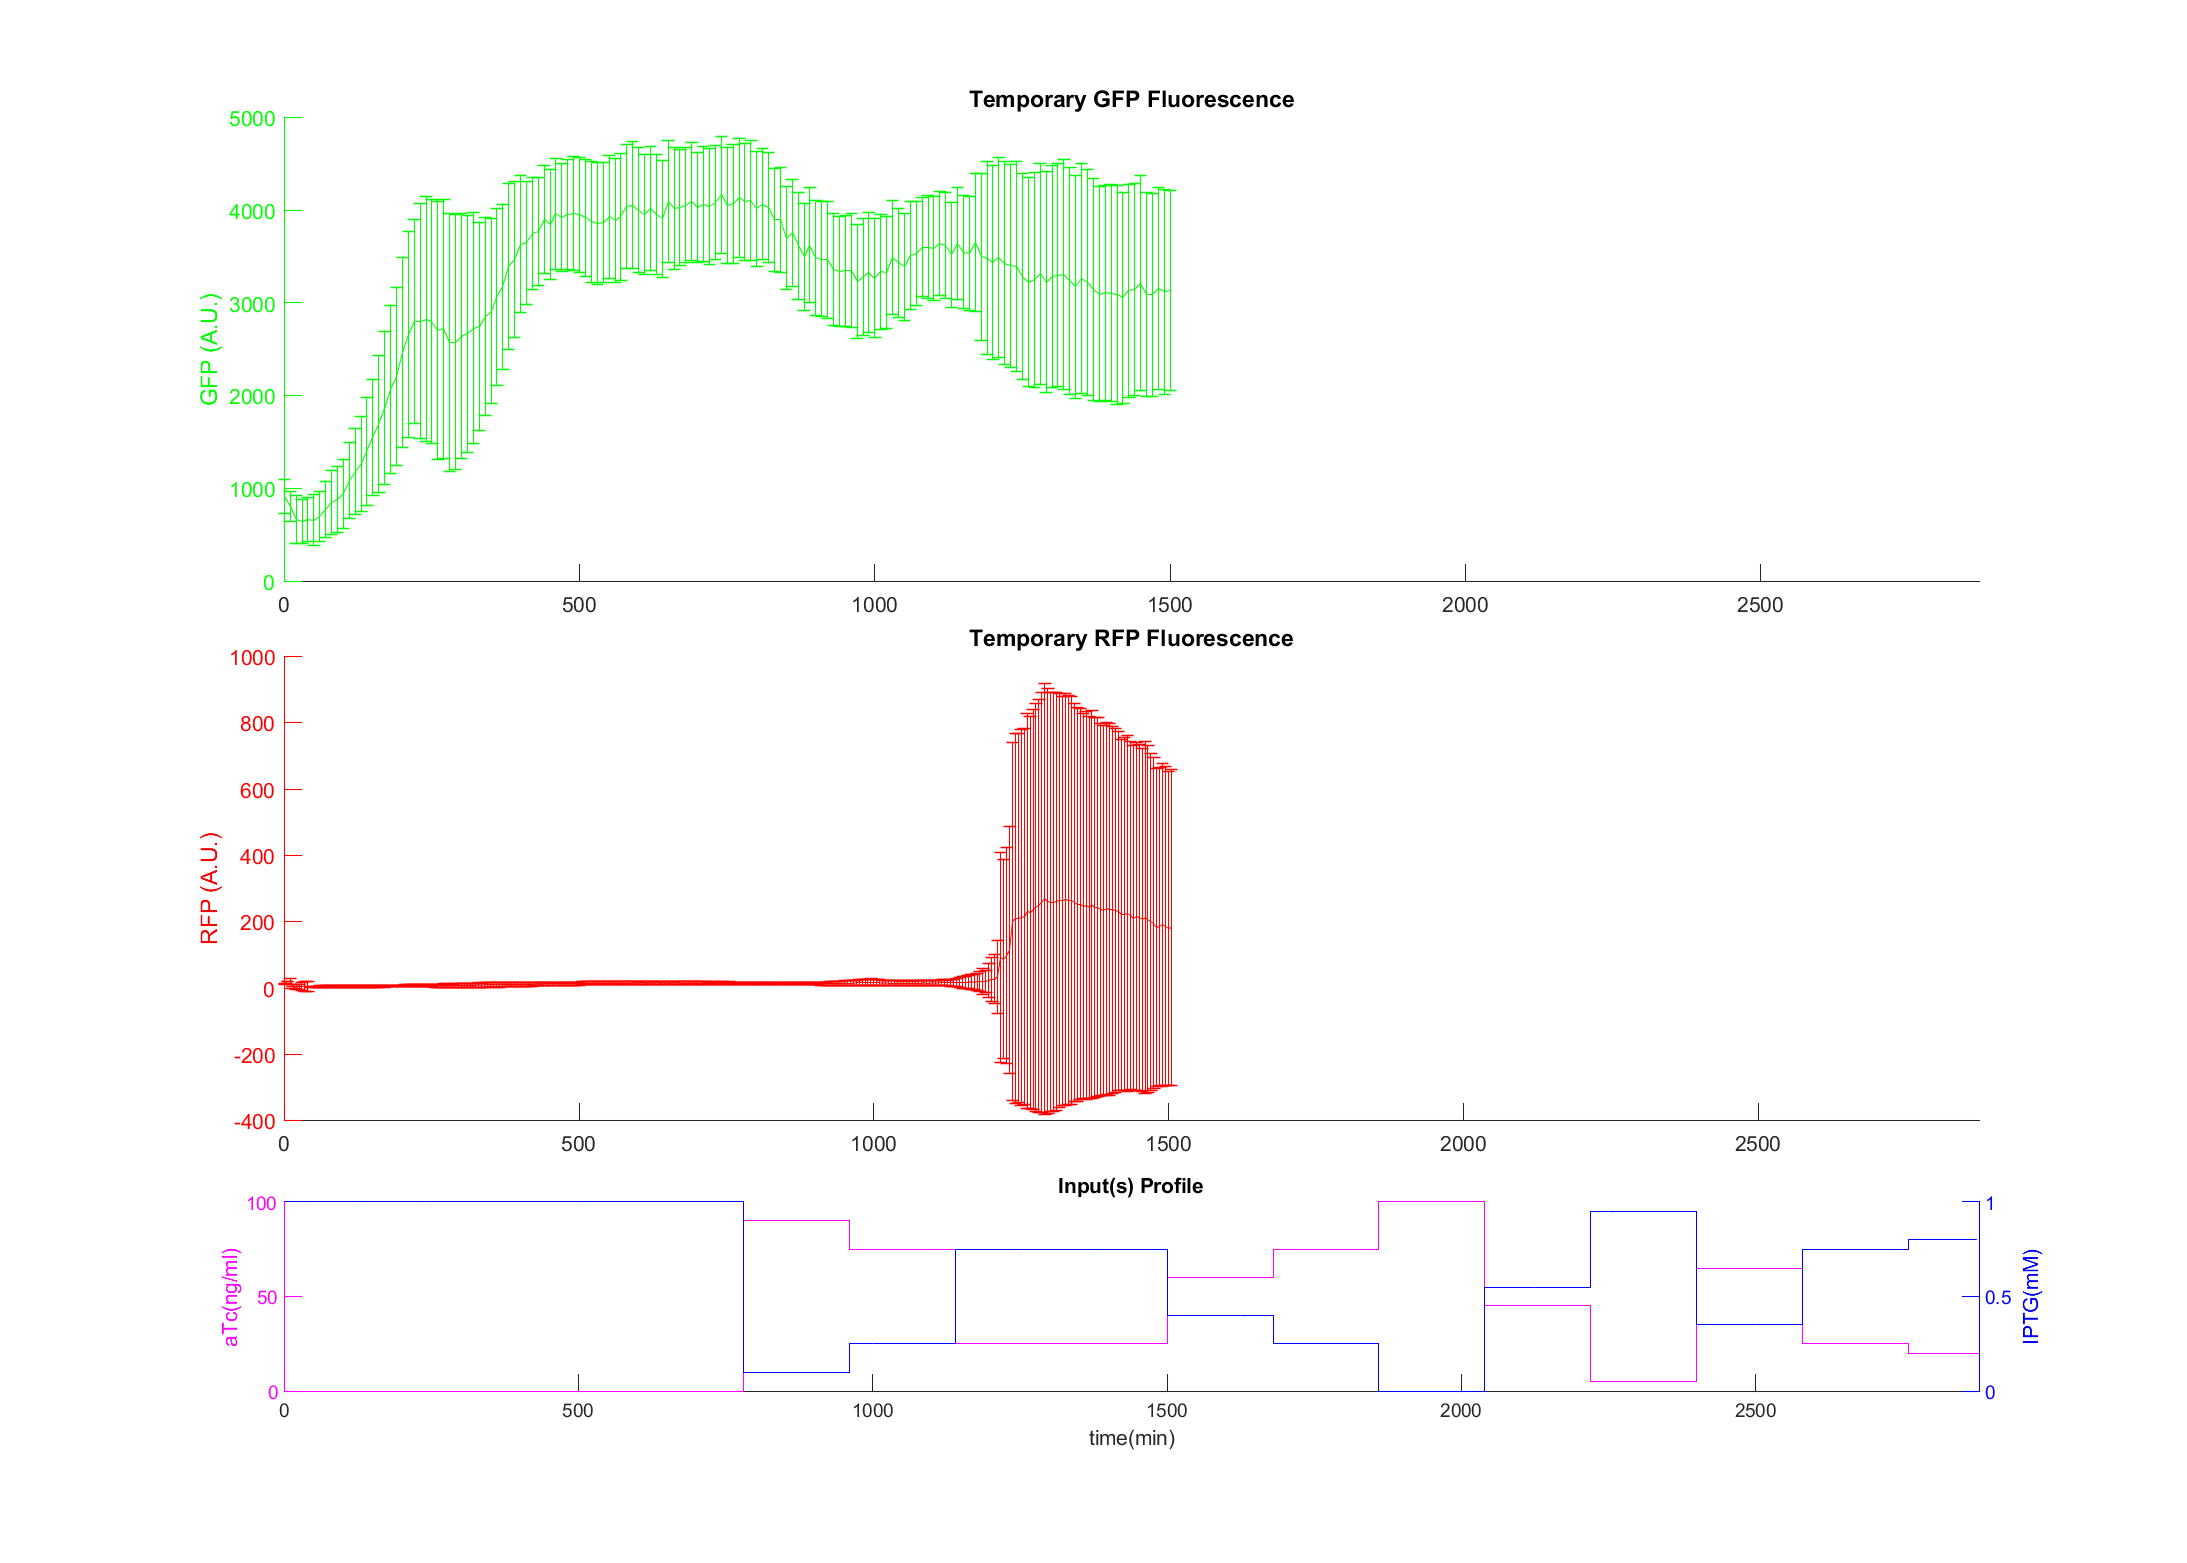 Temporary GFP Fluorescence
5000
4000
3000
2000
1000
0
GFP (A.U.)
0 500 1000 1500 2000 2500
Temporary RFP Fluorescence
1000
800
600
400
200
0
-200
-400
RFP (A.U.)
0 500 1000 1500 2000 2500
Input(s) Profile
100
50
0
aTc(ng/ml)
1
0.5
0
IPTG(mM)
0 500 1000 1500 2000 2500
time(min)